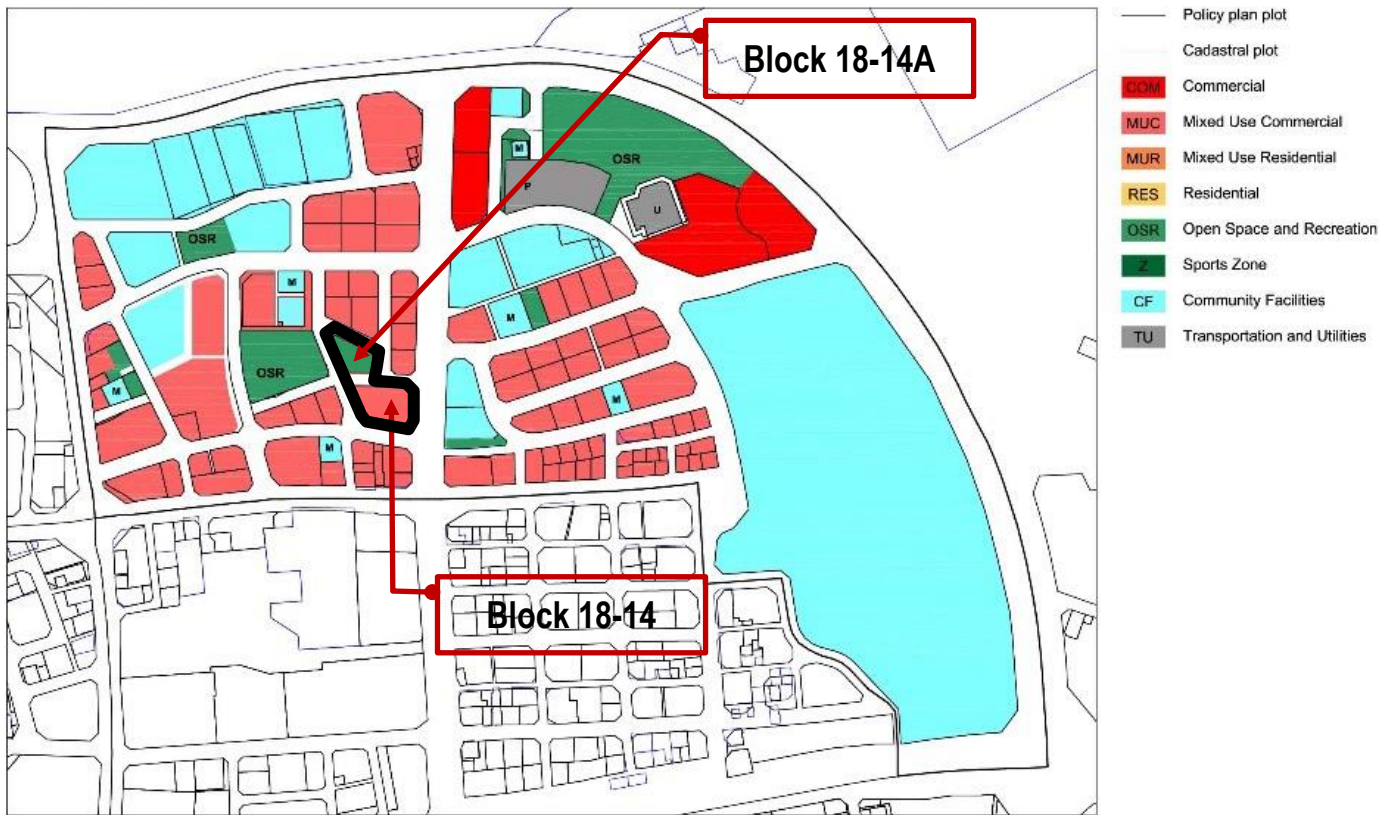 Block 18-14A
M
OSR
P
U
OSR
M
M
OSR
M
M
M
Block 18-14
Policy plan plot
Cadastral plot
COM Commercial
MUC Mixed Use Commercial
MUR Mixed Use Residential
RES Residential
OSR Open Space and Recreation
Z Sports Zone
CF Community Facilities
TU Transportation and Utilities